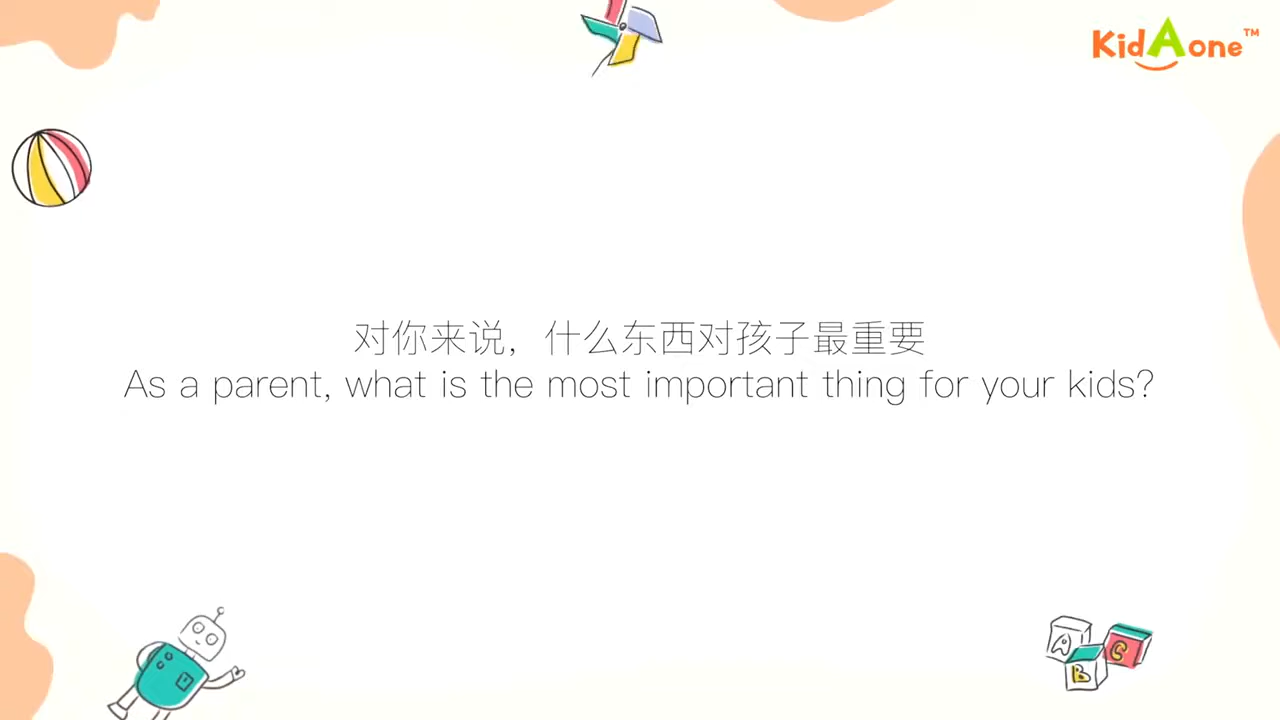 KidAone™
对你来说，什么东西对孩子最重要
As a parent, what is the most important thing for your kids?
A
B
C